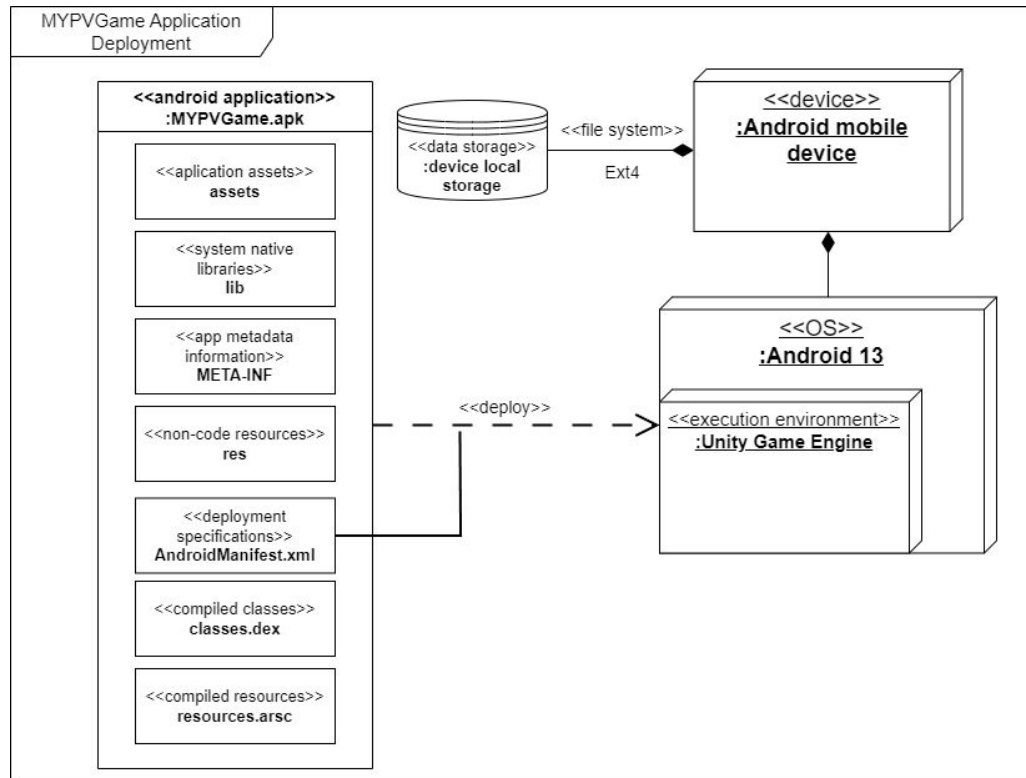 MYPVGame Application
Deployment
<<android application>>
:MYPVGame.apk
<<aplication assets>>
assets
<<system native
libraries>>
lib
<<app metadata
information>>
META-INF
<<non-code resources>>
res
<<deployment
specifications>>
AndroidManifest.xml
<<compiled classes>>
classes.dex
<<compiled resources>>
resources.arsc
<<data storage>>
:device local
storage
<<file system>>
Ext4
<<device>>
:Android mobile
device
<<deploy>>
<<OS>>
:Android 13
<<execution environment>>
:Unity Game Engine